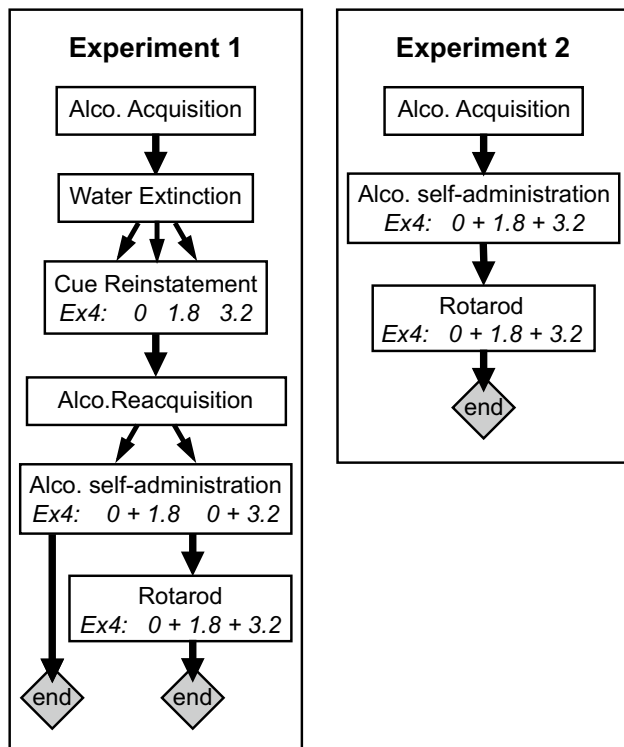 Experiment 1
Alco. Acquisition
Water Extinction
Cue Reinstatement
Ex4: 0 1.8 3.2
Alco.Reacquisition
Alco. self-administration
Ex4: 0 + 1.8 0 + 3.2
Rotarod
Ex4: 0 + 1.8 + 3.2
end
end
Experiment 2
Alco. Acquisition
Alco. self-administration
Ex4: 0 + 1.8 + 3.2
Rotarod
Ex4: 0 + 1.8 + 3.2
end